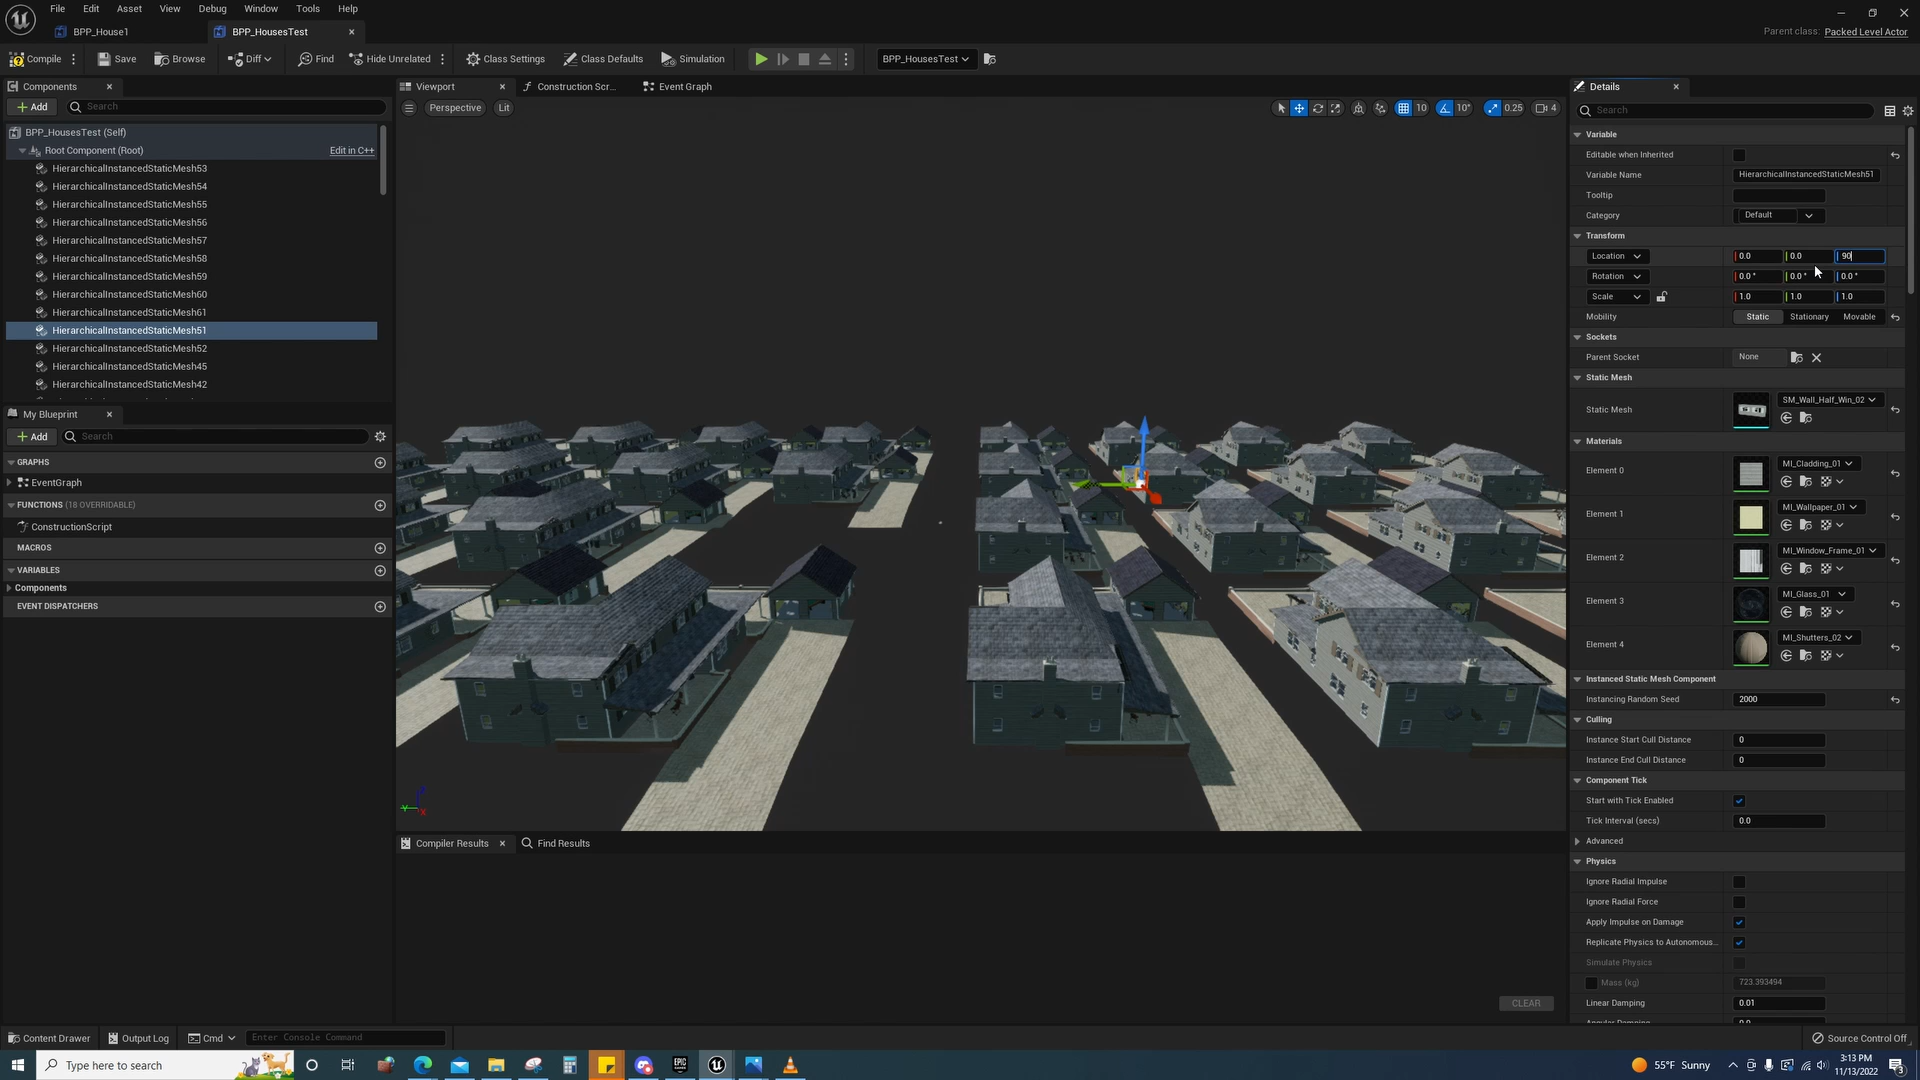 File Edit Asset View Debug Window Tools Help
BPP_House1
BPP_HousesTest
Parent class: Packed Level Actor
Compile
Save
Browse
Diff
Find
Hide Unrelated
Class Settings
Class Defaults
Simulation
BPP_HousesTest
Components
Add
Search
BPP_HousesTest (Self)
Root Component (Root)
Edit in C++
HierarchicalInstancedStaticMesh53
HierarchicalInstancedStaticMesh54
HierarchicalInstancedStaticMesh55
HierarchicalInstancedStaticMesh56
HierarchicalInstancedStaticMesh57
HierarchicalInstancedStaticMesh58
HierarchicalInstancedStaticMesh59
HierarchicalInstancedStaticMesh60
HierarchicalInstancedStaticMesh61
HierarchicalInstancedStaticMesh51
HierarchicalInstancedStaticMesh52
HierarchicalInstancedStaticMesh45
HierarchicalInstancedStaticMesh42
My Blueprint
Add
Search
GRAPHS
EventGraph
FUNCTIONS (18 OVERRIDABLE)
ConstructionScript
MACROS
VARIABLES
Components
EVENT DISPATCHERS
Viewport
Construction Scr...
Event Graph
Perspective
Lit
10
10°
0.25
4
Compiler Results
Find Results
CLEAR
Details
Search
Variable
Editable when Inherited
Variable Name HierarchicalInstancedStaticMesh51
Tooltip
Category Default
Transform
Location 0.0 0.0 90
Rotation 0.0 ° 0.0 ° 0.0 °
Scale 1.0 1.0 1.0
Mobility Static Stationary Movable
Sockets
Parent Socket None
Static Mesh
Static Mesh SM_Wall_Half_Win_02
Materials
Element 0 MI_Cladding_01
Element 1 MI_Wallpaper_01
Element 2 MI_Window_Frame_01
Element 3 MI_Glass_01
Element 4 MI_Shutters_02
Instanced Static Mesh Component
Instancing Random Seed 2000
Culling
Instance Start Cull Distance 0
Instance End Cull Distance 0
Component Tick
Start with Tick Enabled
Tick Interval (secs) 0.0
Advanced
Physics
Ignore Radial Impulse
Ignore Radial Force
Apply Impulse on Damage
Replicate Physics to Autonomous...
Simulate Physics
Mass (kg) 723.393494
Linear Damping 0.01
Content Drawer
Output Log
Cmd
Enter Console Command
Source Control Off
Type here to search
55°F Sunny
3:13 PM
11/13/2022